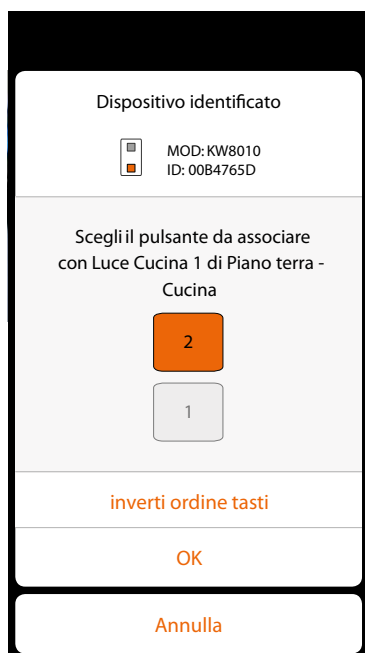 Dispositivo identificato
MOD: KW8010
ID: 00B4765D
Scegli il pulsante da associare
con Luce Cucina 1 di Piano terra -
Cucina
2
1
inverti ordine tasti
OK
Annulla